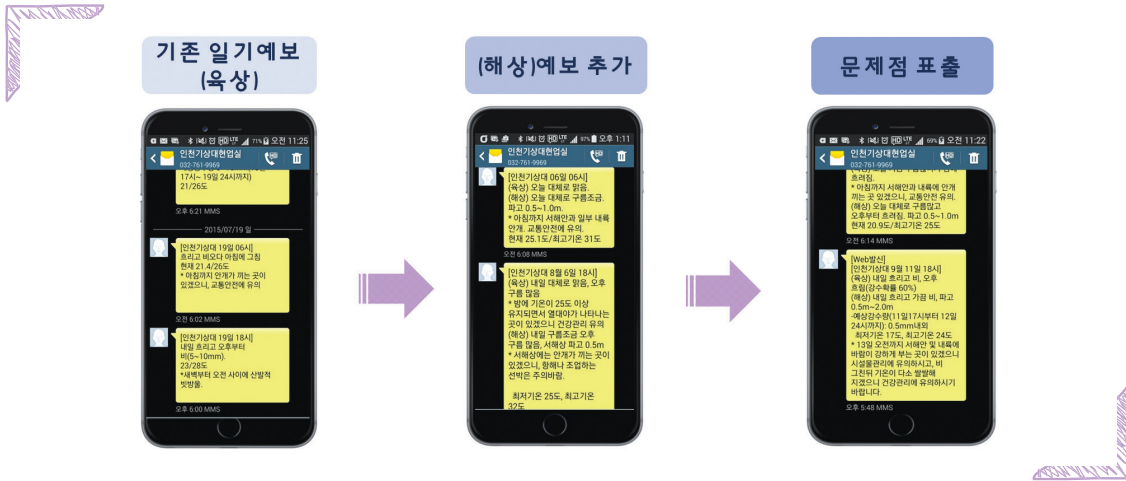 기존 일기예보
(육상)
(해상)예보 추가
문제점 표출
71% 오전 11:25
인천기상대현업실
032-761-9969
17시~ 19일 24시까지)
21/26도
오후 6:21 MMS
2015/07/19 일
[인천기상대 19일 06시]
흐리고 비오다 아침에 그침
현재 21.4/26도
* 아침까지 안개가 끼는 곳이
있겠으니, 교통안전에 유의
오전 6:02 MMS
[인천기상대 19일 18시]
내일 흐리고 오후부터
비(5~10mm).
23/28도
*새벽부터 오전 사이에 산발적
빗방울.
오후 6:00 MMS
97% 오후 1:11
인천기상대현업실
032-761-9969
[인천기상대 06일 06시]
(육상) 오늘 대체로 맑음.
(해상) 오늘 대체로 구름조금.
파고 0.5~1.0m.
* 아침까지 서해안과 일부 내륙
안개. 교통안전에 유의.
현재 25.1도/최고기온 31도
오전 6:08 MMS
[인천기상대 8월 6일 18시]
(육상) 내일 대체로 맑음, 오후
구름 많음
* 밤에 기온이 25도 이상
유지되면서 열대야가 나타나는
곳이 있겠으니 건강관리 유의
(해상) 내일 구름조금 오후
구름 많음, 서해상 파고 0.5m
* 서해상에는 안개가 끼는 곳이
있겠으니, 항해나 조업하는
선박은 주의바람.
최저기온 25도, 최고기온
32도
69% 오전 11:22
인천기상대현업실
032-761-9969
흐려짐.
* 아침까지 서해안과 내륙에 안개
끼는 곳 있겠으니, 교통안전 유의.
(해상) 오늘 대체로 구름많고
오후부터 흐려짐. 파고 0.5~1.0m
현재 20.9도/최고기온 25도
오전 6:14 MMS
[Web발신]
[인천기상대 9월 11일 18시]
(육상) 내일 흐리고 비, 오후
흐림(강수확률 60%)
(해상) 내일 흐리고 가끔 비, 파고
0.5m~2.0m
-예상강수량(11일17시부터 12일
24시까지): 0.5mm내외
최저기온 17도, 최고기온 24도
* 13일 오전까지 서해안 및 내륙에
바람이 강하게 부는 곳이 있겠으니
시설물관리에 유의하시고, 비
그친뒤 기온이 다소 쌀쌀해
지겠으니 건강관리에 유의하시기
바랍니다.
오후 5:48 MMS